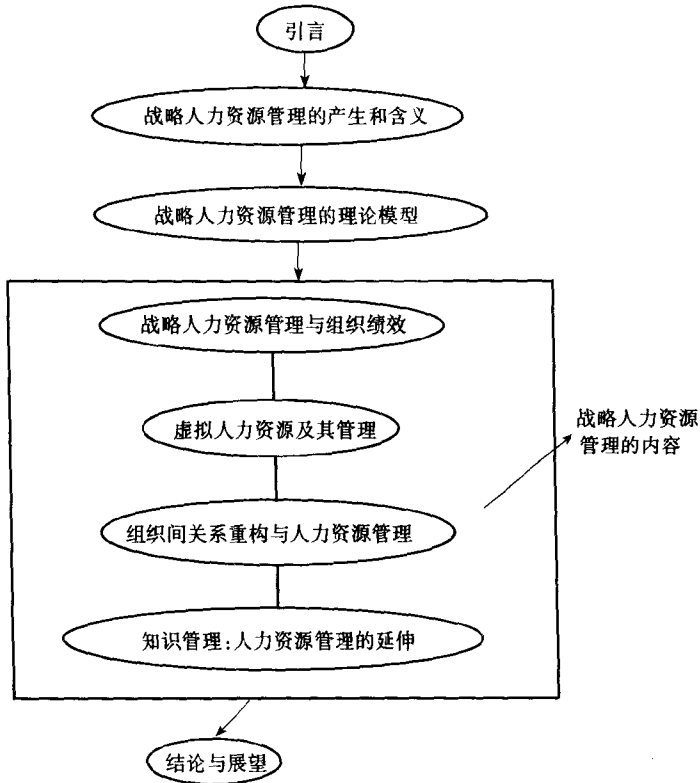 引言
战略人力资源管理的产生和含义
战略人力资源管理的理论模型
战略人力资源管理与组织绩效
虚拟人力资源及其管理
战略人力资源
管理的内容
组织间关系重构与人力资源管理
知识管理:人力资源管理的延伸
结论与展望